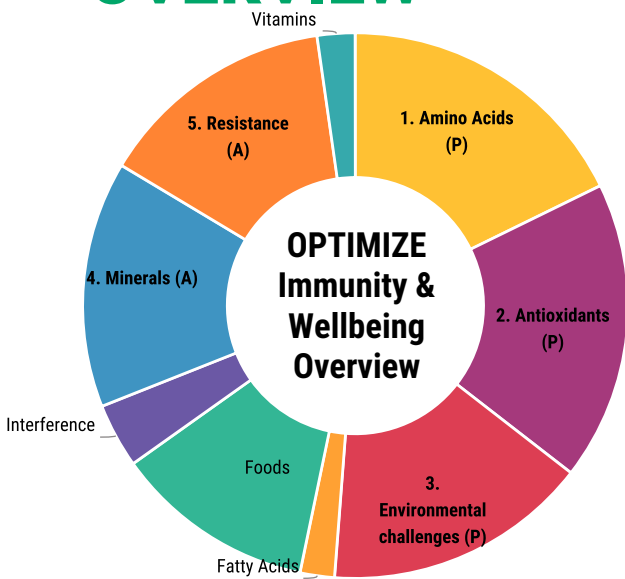 OVERVIEW
Vitamins
5. Resistance
(A)
1. Amino Acids
(P)
OPTIMIZE
Immunity &
Wellbeing
Overview
4. Minerals (A)
2. Antioxidants
(P)
Interference
Foods
3.
Environmental
challenges (P)
Fatty Acids